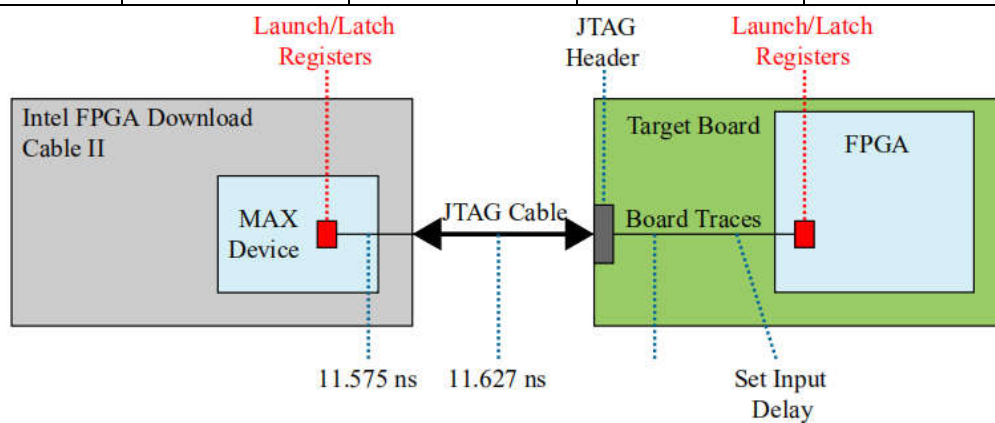 Launch/Latch
Registers
JTAG
Header
Launch/Latch
Registers
Intel FPGA Download
Cable II
Target Board
FPGA
MAX
Device
JTAG Cable
Board Traces
11.575 ns
11.627 ns
Set Input
Delay